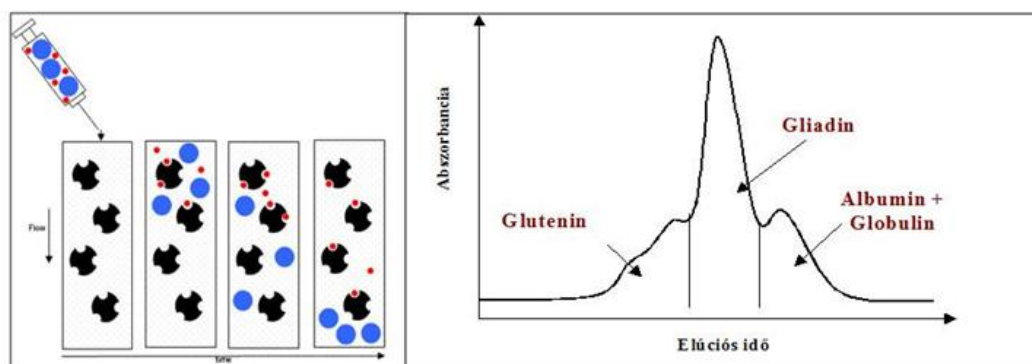 Flow
time
Abszorbancia
Glutenin
Gliadin
Albumin +
Globulin
Elúciós idő